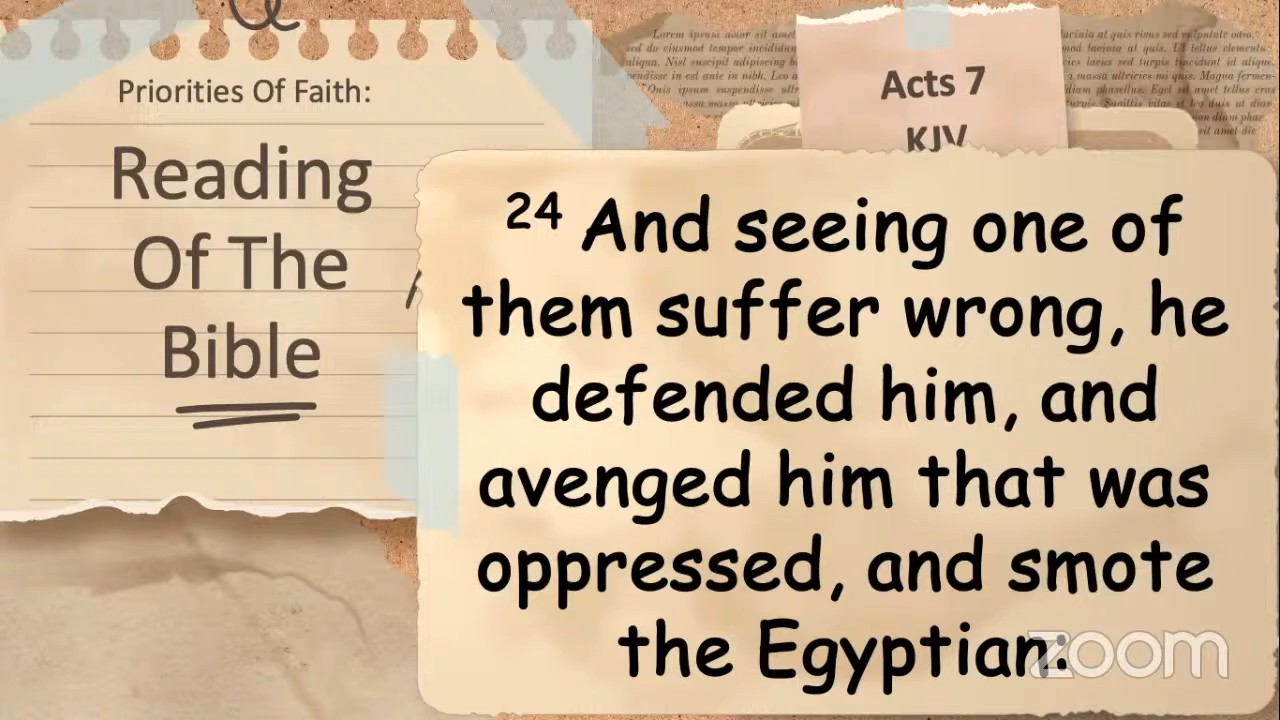 Priorities Of Faith:
Reading
Of The
Bible
Acts 7
KJV
24 And seeing one of
them suffer wrong, he
defended him, and
avenged him that was
oppressed, and smote
the Egyptian:
zoom